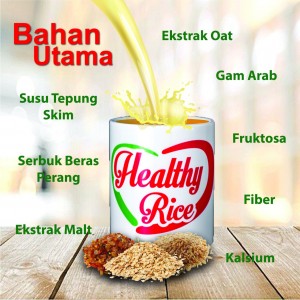 Bahan
Utama
Ekstrak Oat
Gam Arab
Susu Tepung
Skim
Fruktosa
Serbuk Beras
Perang
Healthy
Rice
Fiber
Ekstrak Malt
Kalsium